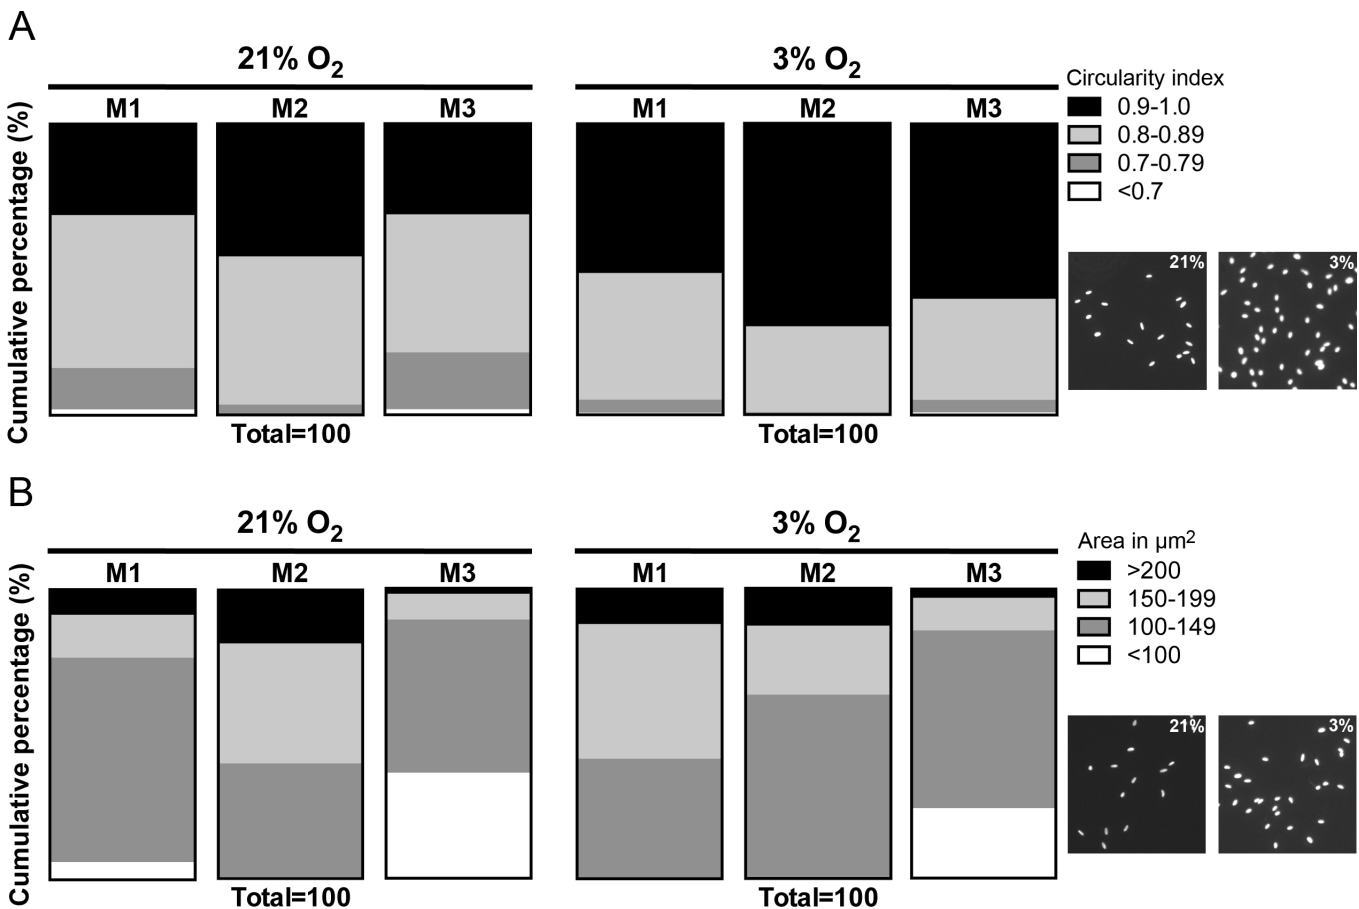 A
21% O2
3% O2
M1 M2 M3 M1 M2 M3
Cumulative percentage (%)
Circularity index
0.9-1.0
0.8-0.89
0.7-0.79
<0.7
21% 3%
Total=100 Total=100
B
21% O2
3% O2
M1 M2 M3 M1 M2 M3
Cumulative percentage (%)
Area in µm2
>200
150-199
100-149
<100
21% 3%
Total=100 Total=100